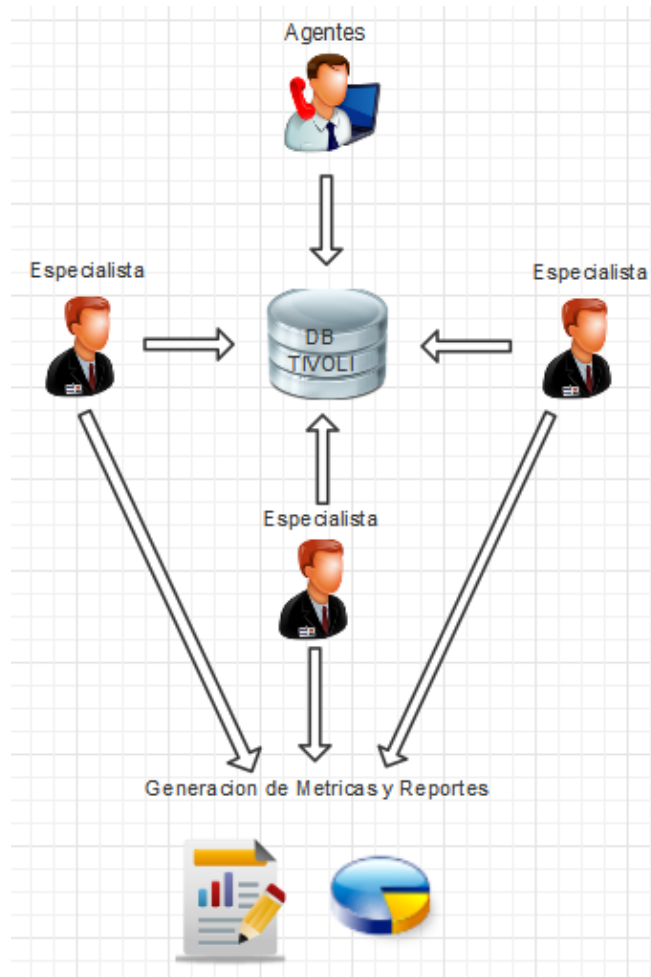 Agentes
Especialista
Especialista
DB
TIVOLI
Especialista
Generacion de Metricas y Reportes